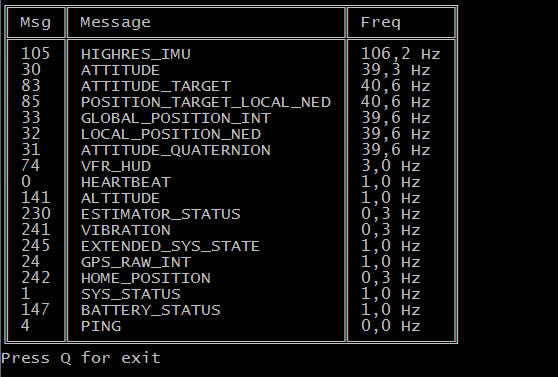 Msg Message Freq
105 HIGHRES_IMU 106,2 Hz
30 ATTITUDE 39,3 Hz
83 ATTITUDE_TARGET 40,6 Hz
85 POSITION_TARGET_LOCAL_NED 40,6 Hz
33 GLOBAL_POSITION_INT 39,6 Hz
32 LOCAL_POSITION_NED 39,6 Hz
31 ATTITUDE_QUATERNION 39,6 Hz
74 VFR_HUD 3,0 Hz
0 HEARTBEAT 1,0 Hz
141 ALTITUDE 1,0 Hz
230 ESTIMATOR_STATUS 0,3 Hz
241 VIBRATION 0,3 Hz
245 EXTENDED_SYS_STATE 1,0 Hz
24 GPS_RAW_INT 1,0 Hz
242 HOME_POSITION 0,3 Hz
1 SYS_STATUS 1,0 Hz
147 BATTERY_STATUS 1,0 Hz
4 PING 0,0 Hz
Press Q for exit